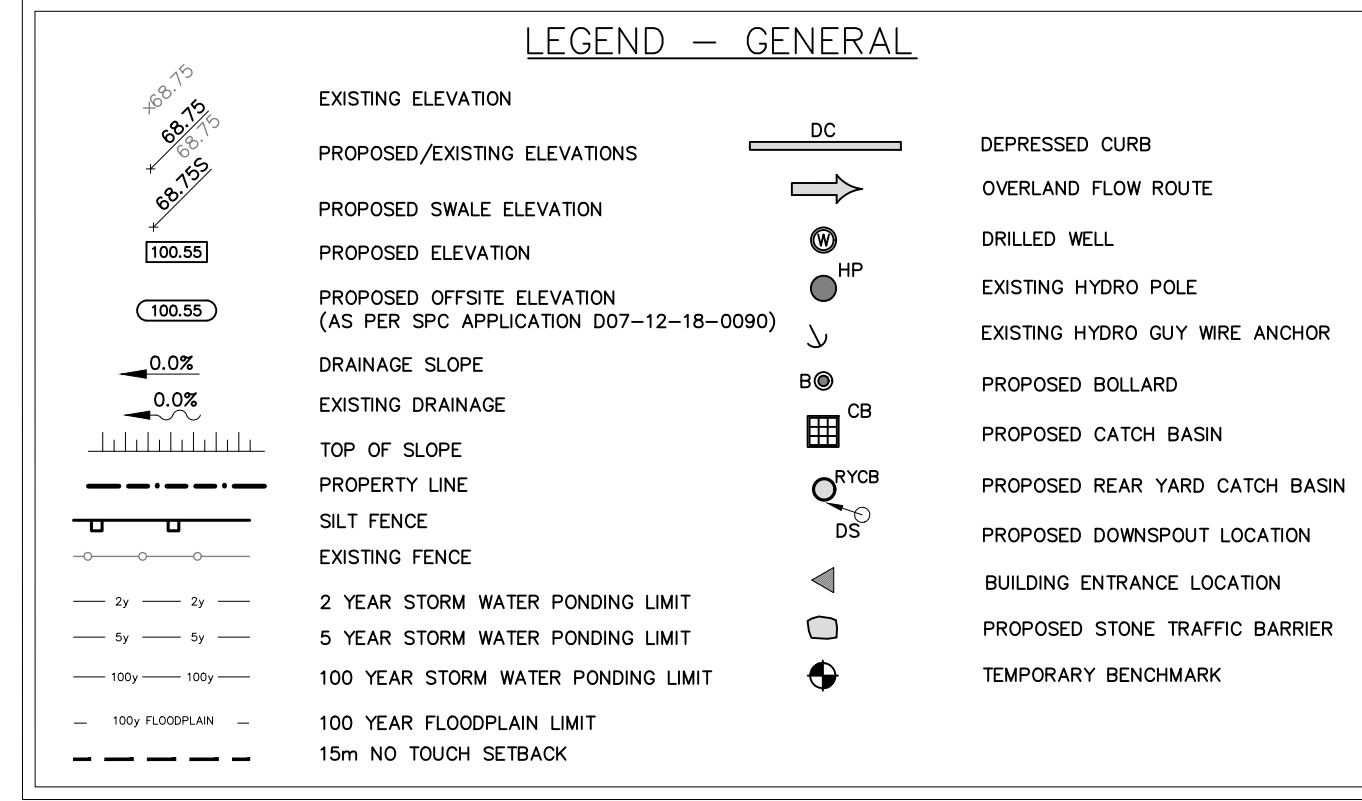 LEGEND - GENERAL
x68.75
EXISTING ELEVATION
68.75
68.75
PROPOSED/EXISTING ELEVATIONS
68.75S
PROPOSED SWALE ELEVATION
100.55
PROPOSED ELEVATION
100.55
PROPOSED OFFSITE ELEVATION
(AS PER SPC APPLICATION D07-12-18-0090)
0.0%
DRAINAGE SLOPE
0.0%
EXISTING DRAINAGE
TOP OF SLOPE
PROPERTY LINE
SILT FENCE
EXISTING FENCE
2y 2y
2 YEAR STORM WATER PONDING LIMIT
5y 5y
5 YEAR STORM WATER PONDING LIMIT
100y 100y
100 YEAR STORM WATER PONDING LIMIT
100y FLOODPLAIN
100 YEAR FLOODPLAIN LIMIT
15m NO TOUCH SETBACK
DC
DEPRESSED CURB
OVERLAND FLOW ROUTE
W
DRILLED WELL
HP
EXISTING HYDRO POLE
EXISTING HYDRO GUY WIRE ANCHOR
B
PROPOSED BOLLARD
CB
PROPOSED CATCH BASIN
RYCB
PROPOSED REAR YARD CATCH BASIN
DS
PROPOSED DOWNSPOUT LOCATION
BUILDING ENTRANCE LOCATION
PROPOSED STONE TRAFFIC BARRIER
TEMPORARY BENCHMARK